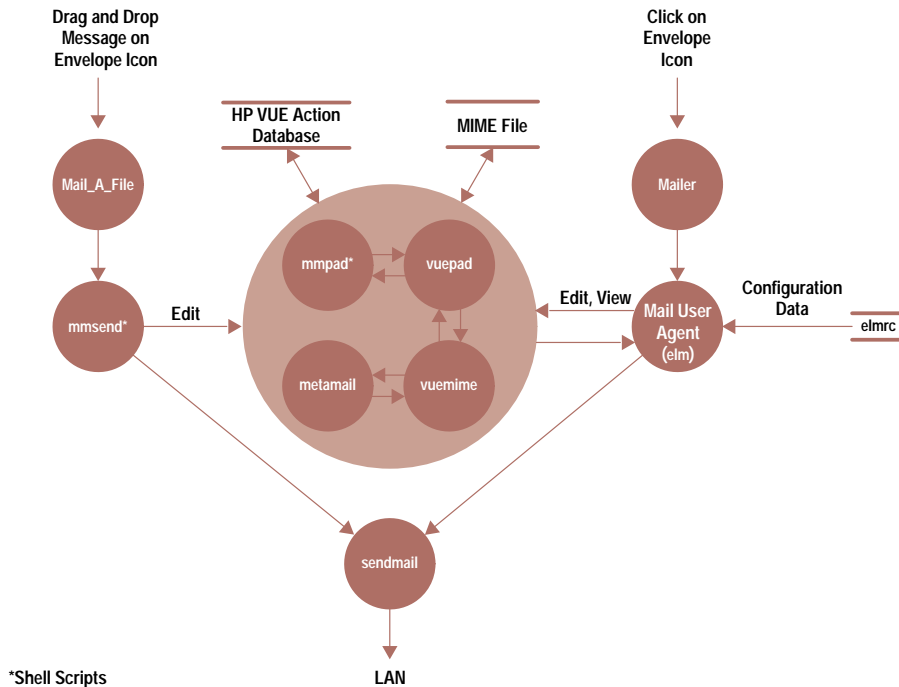 Drag and Drop
Message on
Envelope Icon
Click on
Envelope
Icon
HP VUE Action
Database
MIME File
Mail_A_File
Mailer
mmpad*
vuepad
mmsend*
Edit
Edit, View
Mail User
Agent
(elm)
Configuration
Data
elmrc
metamail
vuemime
sendmail
*Shell Scripts
LAN